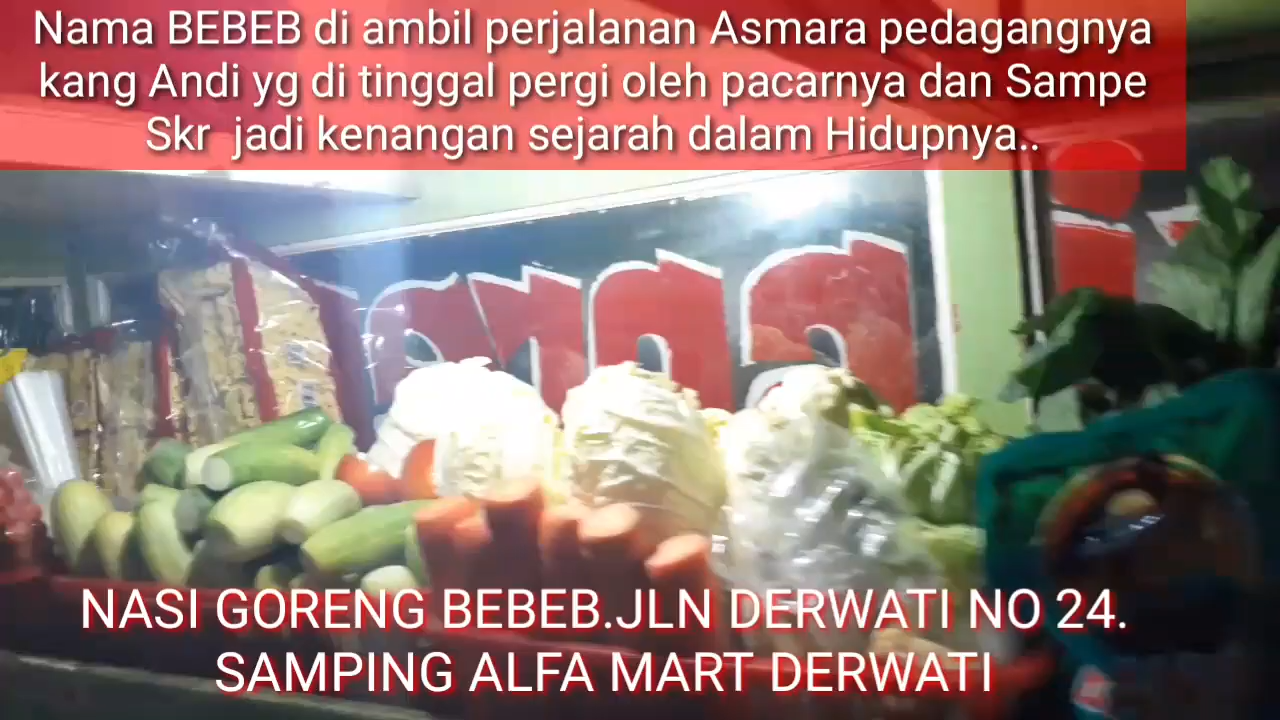 Nama BEBEB di ambil perjalanan Asmara pedagangnya
kang Andi yg di tinggal pergi oleh pacarnya dan Sampe
Skr jadi kenangan sejarah dalam Hidupnya..
NASI GORENG BEBEB.JLN DERWATI NO 24.
SAMPING ALFA MART DERWATI